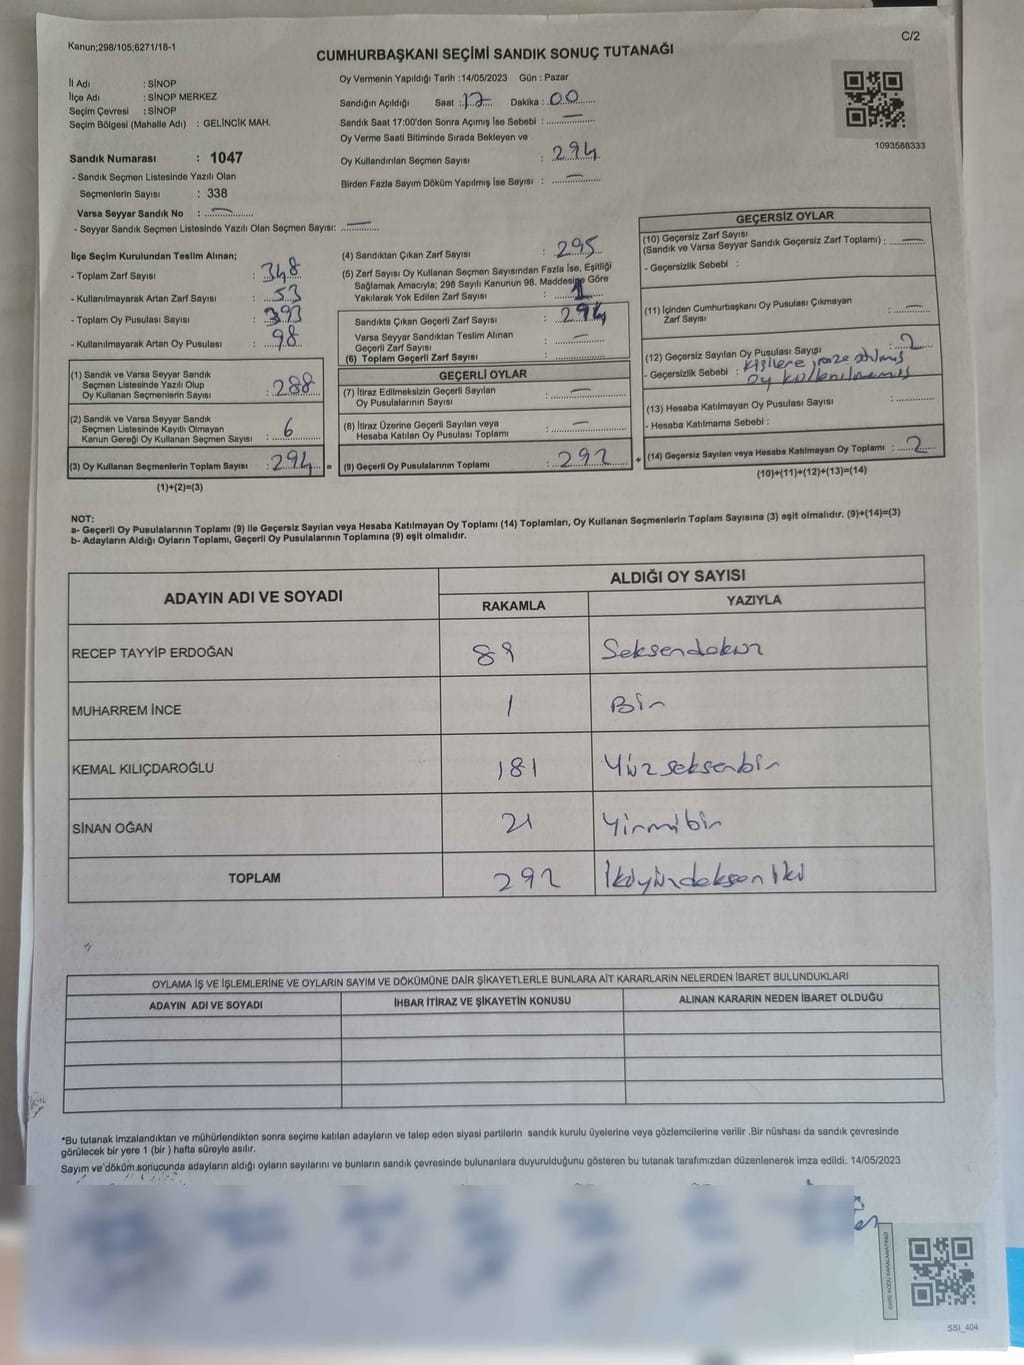 Kanun;298/105;6271/18-1
C/2
CUMHURBAŞKANI SEÇİMİ SANDIK SONUÇ TUTANAĞI
İl Adı : SİNOP
İlçe Adı : SİNOP MERKEZ
Seçim Çevresi : SİNOP
Seçim Bölgesi (Mahalle Adı) : GELİNCİK MAH.
Sandık Numarası : 1047
- Sandık Seçmen Listesinde Yazılı Olan
Seçmenlerin Sayısı : 338
Varsa Seyyar Sandık No : —
- Seyyar Sandık Seçmen Listesinde Yazılı Olan Seçmen Sayısı: —
Oy Vermenin Yapıldığı Tarih :14/05/2023 Gün : Pazar
Sandığın Açıldığı Saat : 17 Dakika : 00
Sandık Saat 17:00'den Sonra Açımış İse Sebebi : —
Oy Verme Saati Bitiminde Sırada Bekleyen ve
Oy Kullandırılan Seçmen Sayısı : 294
Birden Fazla Sayım Döküm Yapılmış İse Sayısı : —
1093588333
İlçe Seçim Kurulundan Teslim Alınan;
- Toplam Zarf Sayısı : 348
- Kullanılmayarak Artan Zarf Sayısı : 53
- Toplam Oy Pusulası Sayısı : 393
- Kullanılmayarak Artan Oy Pusulası : 98
(1) Sandık ve Varsa Seyyar Sandık
Seçmen Listesinde Yazılı Olup
Oy Kullanan Seçmenlerin Sayısı : 288
(2) Sandık ve Varsa Seyyar Sandık
Seçmen Listesinde Kayıtlı Olmayan
Kanun Gereği Oy Kullanan Seçmen Sayısı : 6
(3) Oy Kullanan Seçmenlerin Toplam Sayısı : 294 =
(1)+(2)=(3)
(4) Sandıktan Çıkan Zarf Sayısı : 295
(5) Zarf Sayısı Oy Kullanan Seçmen Sayısından Fazla İse, Eşitliği
Sağlamak Amacıyla; 298 Sayılı Kanunun 98. Maddesine Göre
Yakılarak Yok Edilen Zarf Sayısı : 1
Sandıkta Çıkan Geçerli Zarf Sayısı : 294
Varsa Seyyar Sandıktan Teslim Alınan
Geçerli Zarf Sayısı : —
(6) Toplam Geçerli Zarf Sayısı :
GEÇERLİ OYLAR
(7) İtiraz Edilmeksizin Geçerli Sayılan
Oy Pusulalarının Sayısı : —
(8) İtiraz Üzerine Geçerli Sayılan veya
Hesaba Katılan Oy Pusulası Toplamı : —
(9) Geçerli Oy Pusulalarının Toplamı : 292 +
GEÇERSİZ OYLAR
(10) Geçersiz Zarf Sayısı
(Sandık ve Varsa Seyyar Sandık Geçersiz Zarf Toplamı) : —
- Geçersizlik Sebebi :
(11) İçinden Cumhurbaşkanı Oy Pusulası Çıkmayan
Zarf Sayısı : —
(12) Geçersiz Sayılan Oy Pusulası Sayısı : 2
- Geçersizlik Sebebi : Kişilere imza atılmış
oy kullanılmamış
(13) Hesaba Katılmayan Oy Pusulası Sayısı :
- Hesaba Katılmama Sebebi :
(14) Geçersiz Sayılan veya Hesaba Katılmayan Oy Toplamı : 2
(10)+(11)+(12)+(13)=(14)
NOT:
a- Geçerli Oy Pusulalarının Toplamı (9) ile Geçersiz Sayılan veya Hesaba Katılmayan Oy Toplamı (14) Toplamları, Oy Kullanan Seçmenlerin Toplam Sayısına (3) eşit olmalıdır. (9)+(14)=(3)
b- Adayların Aldığı Oyların Toplamı, Geçerli Oy Pusulalarının Toplamına (9) eşit olmalıdır.
ADAYIN ADI VE SOYADI ALDIĞI OY SAYISI
RAKAMLA YAZIYLA
RECEP TAYYİP ERDOĞAN 89 Seksendokuz
MUHARREM İNCE 1 Bir
KEMAL KILIÇDAROĞLU 181 Yüzseksenbir
SİNAN OĞAN 21 Yirmibir
TOPLAM 292 İkiyüzdoksan iki
OYLAMA İŞ VE İŞLEMLERİNE VE OYLARIN SAYIM VE DÖKÜMÜNE DAİR ŞİKAYETLERLE BUNLARA AİT KARARLARIN NELERDEN İBARET BULUNDUKLARI
ADAYIN ADI VE SOYADI İHBAR İTİRAZ VE ŞİKAYETİN KONUSU ALINAN KARARIN NEDEN İBARET OLDUĞU
*Bu tutanak imzalandıktan ve mühürlendikten sonra seçime katılan adayların ve talep eden siyasi partilerin sandık kurulu üyelerine veya gözlemcilerine verilir .Bir nüshası da sandık çevresinde
görülecek bir yere 1 (bir ) hafta süreyle asılır.
Sayım ve döküm sonucunda adayların aldığı oyların sayılarını ve bunların sandık çevresinde bulunanlara duyurulduğunu gösteren bu tutanak tarafımızdan düzenlenerek imza edildi. 14/05/2023
KARE KODU KARALAMAYINIZ!
SSI_404